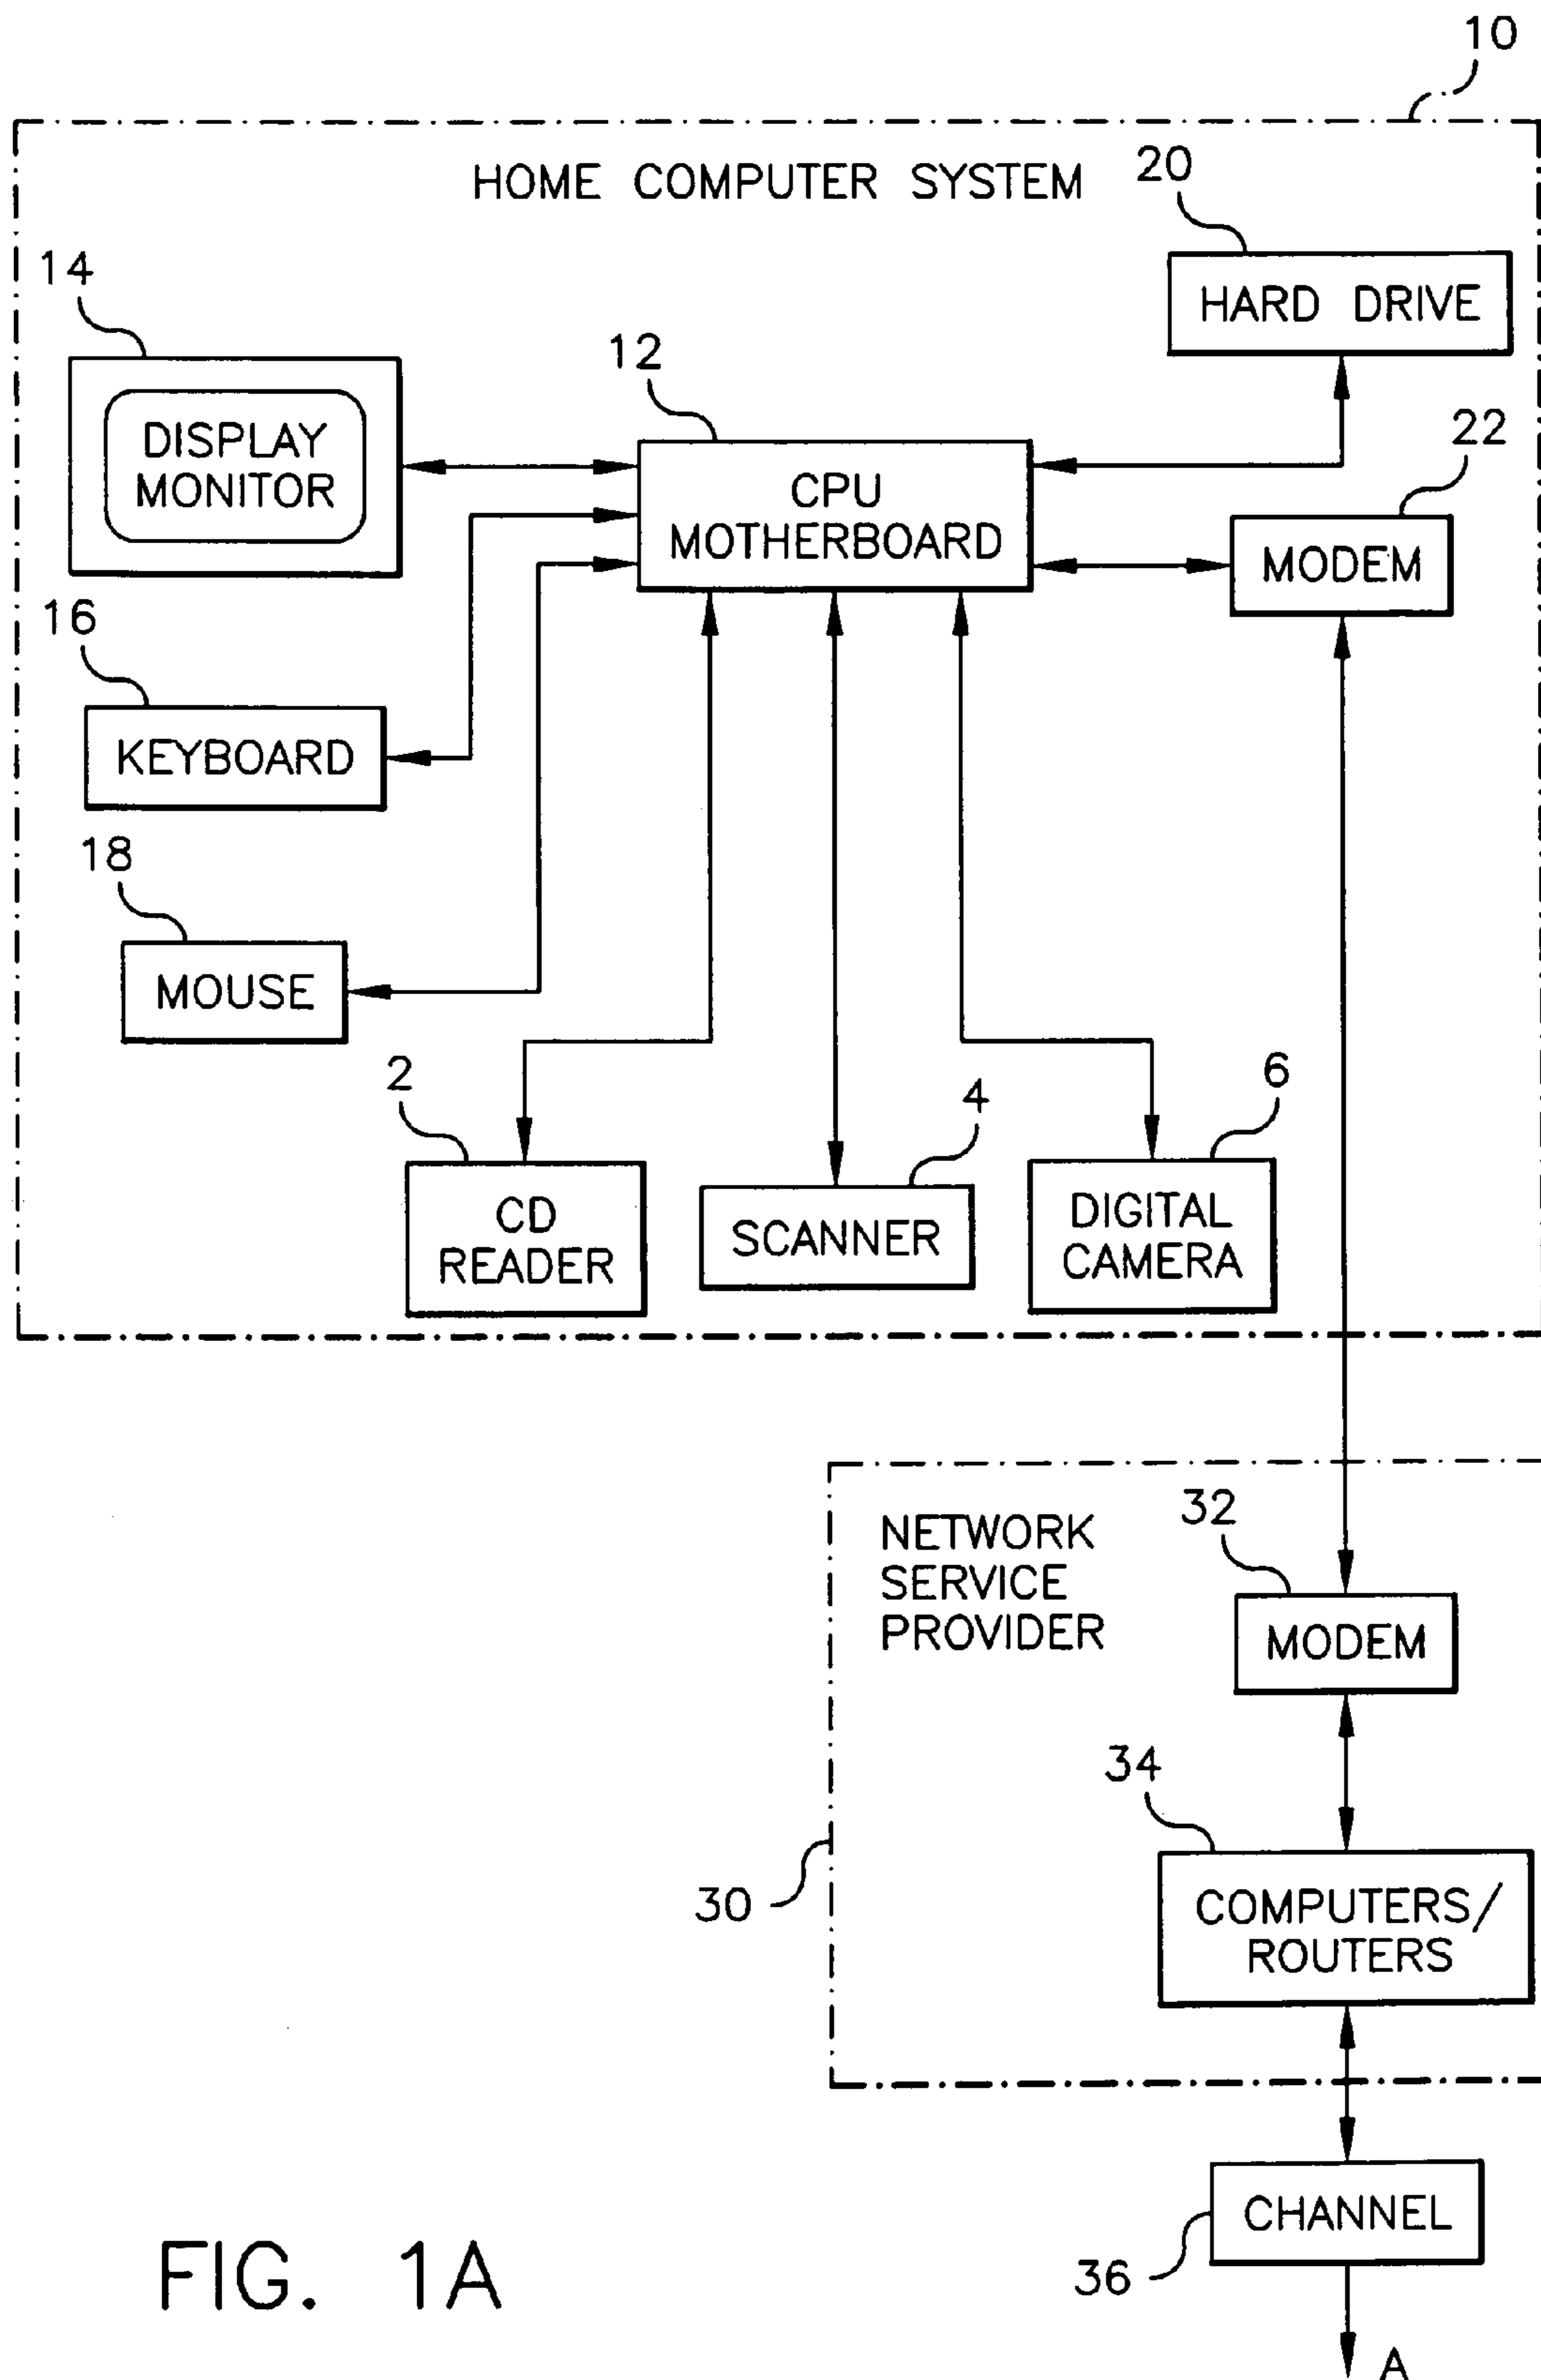 10
HOME COMPUTER SYSTEM
20
14
HARD DRIVE
12
22
DISPLAY
MONITOR
CPU
MOTHERBOARD
MODEM
16
KEYBOARD
18
MOUSE
2
4
6
CD
READER
SCANNER
DIGITAL
CAMERA
32
NETWORK
SERVICE
PROVIDER
MODEM
34
30
COMPUTERS/
ROUTERS
CHANNEL
36
FIG. 1A
A